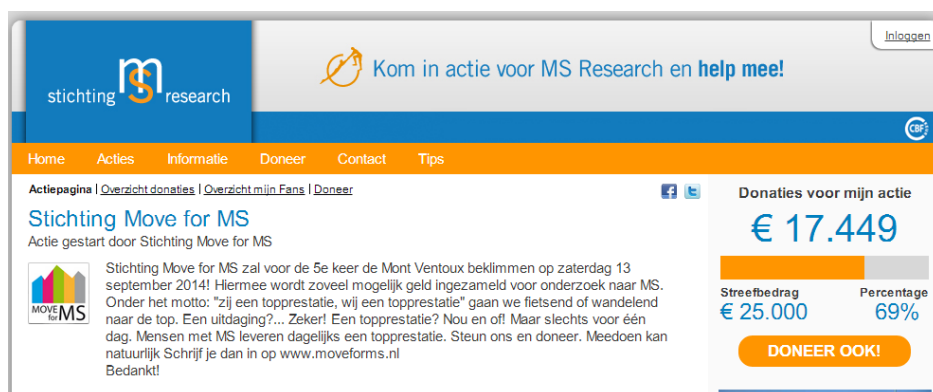 Inloggen
stichting ms research
Kom in actie voor MS Research en help mee!
CBF
Home Acties Informatie Doneer Contact Tips
Actiepagina | Overzicht donaties | Overzicht mijn Fans | Doneer
Stichting Move for MS
Actie gestart door Stichting Move for MS
MOVE for MS
Stichting Move for MS zal voor de 5e keer de Mont Ventoux beklimmen op zaterdag 13
september 2014! Hiermee wordt zoveel mogelijk geld ingezameld voor onderzoek naar MS.
Onder het motto: "zij een topprestatie, wij een topprestatie" gaan we fietsend of wandelend
naar de top. Een uitdaging?... Zeker! Een topprestatie? Nou en of! Maar slechts voor één
dag. Mensen met MS leveren dagelijks een topprestatie. Steun ons en doneer. Meedoen kan
natuurlijk Schrijf je dan in op www.moveforms.nl
Bedankt!
Donaties voor mijn actie
€ 17.449
Streefbedrag Percentage
€ 25.000 69%
DONEER OOK!